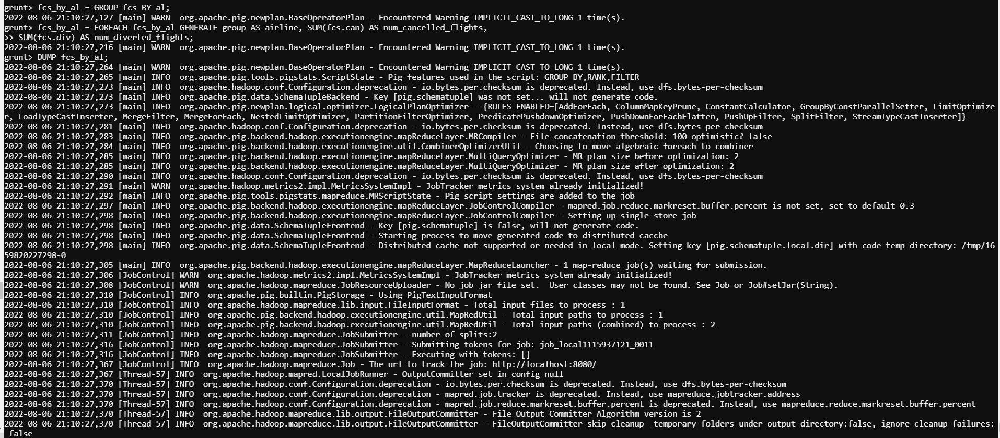 grunt> fcs_by_al = GROUP fcs BY al;
2022-08-06 21:10:27,127 [main] WARN  org.apache.pig.newplan.BaseOperatorPlan - Encountered Warning IMPLICIT_CAST_TO_LONG 1 time(s).
grunt> fcs_by_al = FOREACH fcs_by_al GENERATE group AS airline, SUM(fcs.can) AS num_cancelled_flights,
>> SUM(fcs.div) AS num_diverted_flights;
2022-08-06 21:10:27,216 [main] WARN  org.apache.pig.newplan.BaseOperatorPlan - Encountered Warning IMPLICIT_CAST_TO_LONG 1 time(s).
grunt> DUMP fcs_by_al;
2022-08-06 21:10:27,264 [main] WARN  org.apache.pig.newplan.BaseOperatorPlan - Encountered Warning IMPLICIT_CAST_TO_LONG 1 time(s).
2022-08-06 21:10:27,265 [main] INFO  org.apache.pig.tools.pigstats.ScriptState - Pig features used in the script: GROUP_BY,RANK,FILTER
2022-08-06 21:10:27,273 [main] INFO  org.apache.hadoop.conf.Configuration.deprecation - io.bytes.per.checksum is deprecated. Instead, use dfs.bytes-per-checksum
2022-08-06 21:10:27,273 [main] INFO  org.apache.pig.data.SchemaTupleBackend - Key [pig.schematuple] was not set... will not generate code.
2022-08-06 21:10:27,273 [main] INFO  org.apache.pig.newplan.logical.optimizer.LogicalPlanOptimizer - {RULES_ENABLED=[AddForEach, ColumnMapKeyPrune, ConstantCalculator, GroupByConstParallelSetter, LimitOptimize
r, LoadTypeCastInserter, MergeFilter, MergeForEach, NestedLimitOptimizer, PartitionFilterOptimizer, PredicatePushdownOptimizer, PushDownForEachFlatten, PushUpFilter, SplitFilter, StreamTypeCastInserter]}
2022-08-06 21:10:27,281 [main] INFO  org.apache.hadoop.conf.Configuration.deprecation - io.bytes.per.checksum is deprecated. Instead, use dfs.bytes-per-checksum
2022-08-06 21:10:27,283 [main] INFO  org.apache.pig.backend.hadoop.executionengine.mapReduceLayer.MRCompiler - File concatenation threshold: 100 optimistic? false
2022-08-06 21:10:27,284 [main] INFO  org.apache.pig.backend.hadoop.executionengine.util.CombinerOptimizerUtil - Choosing to move algebraic foreach to combiner
2022-08-06 21:10:27,285 [main] INFO  org.apache.pig.backend.hadoop.executionengine.mapReduceLayer.MultiQueryOptimizer - MR plan size before optimization: 2
2022-08-06 21:10:27,285 [main] INFO  org.apache.pig.backend.hadoop.executionengine.mapReduceLayer.MultiQueryOptimizer - MR plan size after optimization: 2
2022-08-06 21:10:27,290 [main] INFO  org.apache.hadoop.conf.Configuration.deprecation - io.bytes.per.checksum is deprecated. Instead, use dfs.bytes-per-checksum
2022-08-06 21:10:27,291 [main] WARN  org.apache.hadoop.metrics2.impl.MetricsSystemImpl - JobTracker metrics system already initialized!
2022-08-06 21:10:27,292 [main] INFO  org.apache.pig.tools.pigstats.mapreduce.MRScriptState - Pig script settings are added to the job
2022-08-06 21:10:27,297 [main] INFO  org.apache.pig.backend.hadoop.executionengine.mapReduceLayer.JobControlCompiler - mapred.job.reduce.markreset.buffer.percent is not set, set to default 0.3
2022-08-06 21:10:27,298 [main] INFO  org.apache.pig.backend.hadoop.executionengine.mapReduceLayer.JobControlCompiler - Setting up single store job
2022-08-06 21:10:27,298 [main] INFO  org.apache.pig.data.SchemaTupleFrontend - Key [pig.schematuple] is false, will not generate code.
2022-08-06 21:10:27,298 [main] INFO  org.apache.pig.data.SchemaTupleFrontend - Starting process to move generated code to distributed cacche
2022-08-06 21:10:27,298 [main] INFO  org.apache.pig.data.SchemaTupleFrontend - Distributed cache not supported or needed in local mode. Setting key [pig.schematuple.local.dir] with code temp directory: /tmp/16
59820227298-0
2022-08-06 21:10:27,305 [main] INFO  org.apache.pig.backend.hadoop.executionengine.mapReduceLayer.MapReduceLauncher - 1 map-reduce job(s) waiting for submission.
2022-08-06 21:10:27,306 [JobControl] WARN  org.apache.hadoop.metrics2.impl.MetricsSystemImpl - JobTracker metrics system already initialized!
2022-08-06 21:10:27,308 [JobControl] WARN  org.apache.hadoop.mapreduce.JobResourceUploader - No job jar file set.  User classes may not be found. See Job or Job#setJar(String).
2022-08-06 21:10:27,310 [JobControl] INFO  org.apache.pig.builtin.PigStorage - Using PigTextInputFormat
2022-08-06 21:10:27,310 [JobControl] INFO  org.apache.hadoop.mapreduce.lib.input.FileInputFormat - Total input files to process : 1
2022-08-06 21:10:27,310 [JobControl] INFO  org.apache.pig.backend.hadoop.executionengine.util.MapRedUtil - Total input paths to process : 1
2022-08-06 21:10:27,310 [JobControl] INFO  org.apache.pig.backend.hadoop.executionengine.util.MapRedUtil - Total input paths (combined) to process : 2
2022-08-06 21:10:27,311 [JobControl] INFO  org.apache.hadoop.mapreduce.JobSubmitter - number of splits:2
2022-08-06 21:10:27,316 [JobControl] INFO  org.apache.hadoop.mapreduce.JobSubmitter - Submitting tokens for job: job_local1115937121_0011
2022-08-06 21:10:27,316 [JobControl] INFO  org.apache.hadoop.mapreduce.JobSubmitter - Executing with tokens: []
2022-08-06 21:10:27,367 [JobControl] INFO  org.apache.hadoop.mapreduce.Job - The url to track the job: http://localhost:8080/
2022-08-06 21:10:27,367 [Thread-57] INFO  org.apache.hadoop.mapred.LocalJobRunner - OutputCommitter set in config null
2022-08-06 21:10:27,370 [Thread-57] INFO  org.apache.hadoop.conf.Configuration.deprecation - io.bytes.per.checksum is deprecated. Instead, use dfs.bytes-per-checksum
2022-08-06 21:10:27,370 [Thread-57] INFO  org.apache.hadoop.conf.Configuration.deprecation - mapred.job.tracker is deprecated. Instead, use mapreduce.jobtracker.address
2022-08-06 21:10:27,370 [Thread-57] INFO  org.apache.hadoop.conf.Configuration.deprecation - mapred.job.reduce.markreset.buffer.percent is deprecated. Instead, use mapreduce.reduce.markreset.buffer.percent
2022-08-06 21:10:27,370 [Thread-57] INFO  org.apache.hadoop.mapreduce.lib.output.FileOutputCommitter - File Output Committer Algorithm version is 2
2022-08-06 21:10:27,370 [Thread-57] INFO  org.apache.hadoop.mapreduce.lib.output.FileOutputCommitter - FileOutputCommitter skip cleanup _temporary folders under output directory:false, ignore cleanup failures:
 false